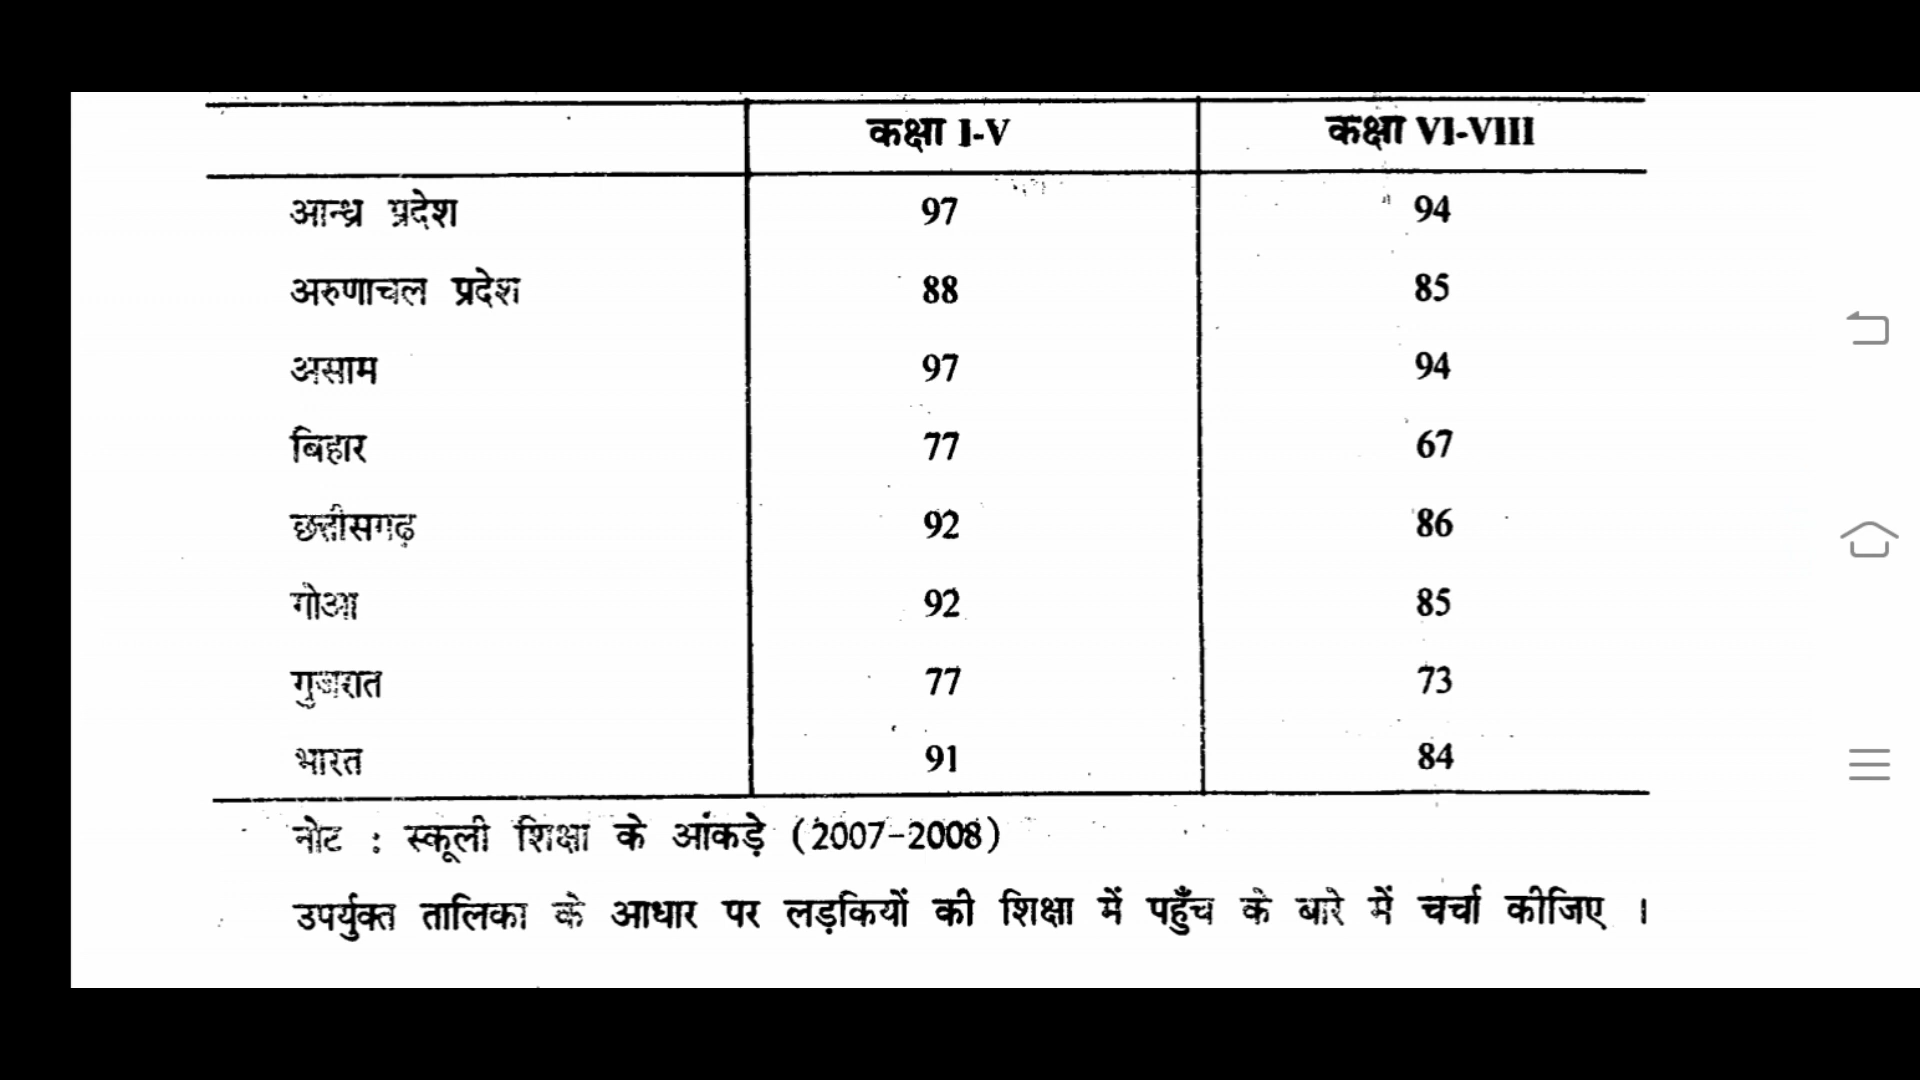 कक्षा I-V कक्षा VI-VIII
आन्ध्र प्रदेश 97 94
अरुणाचल प्रदेश 88 85
असाम 97 94
बिहार 77 67
छत्तीसगढ़ 92 86
गोआ 92 85
गुजरात 77 73
भारत 91 84
नोट : स्कूली शिक्षा के आंकड़े (2007-2008)
उपर्युक्त तालिका के आधार पर लड़कियों की शिक्षा में पहुँच के बारे में चर्चा कीजिए ।